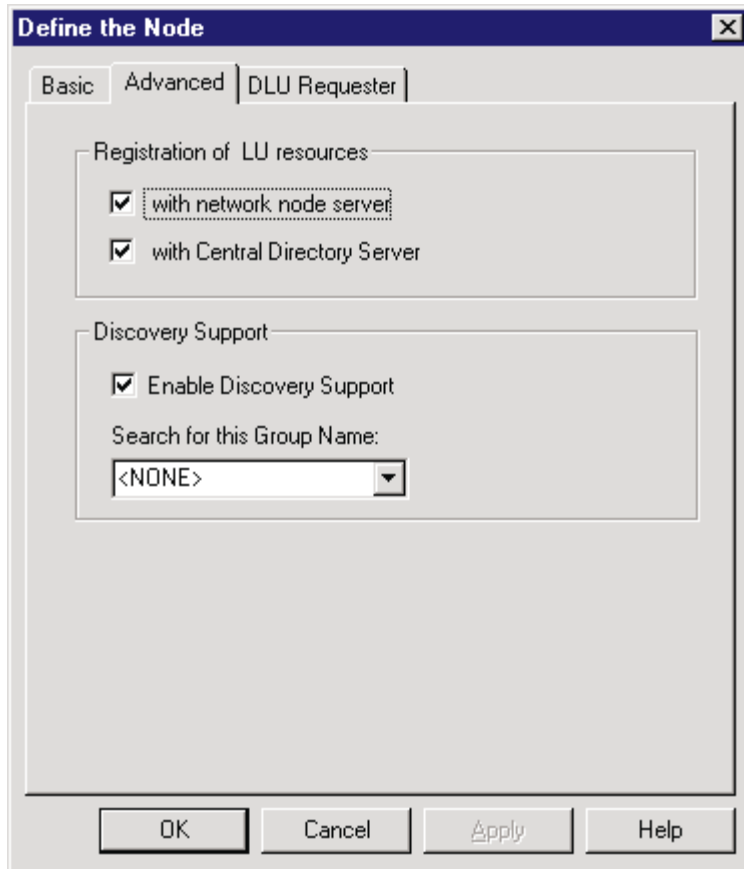 Define the Node
Basic Advanced DLU Requester
Registration of LU resources
with network node server
with Central Directory Server
Discovery Support
Enable Discovery Support
Search for this Group Name:
<NONE>
OK Cancel Apply Help